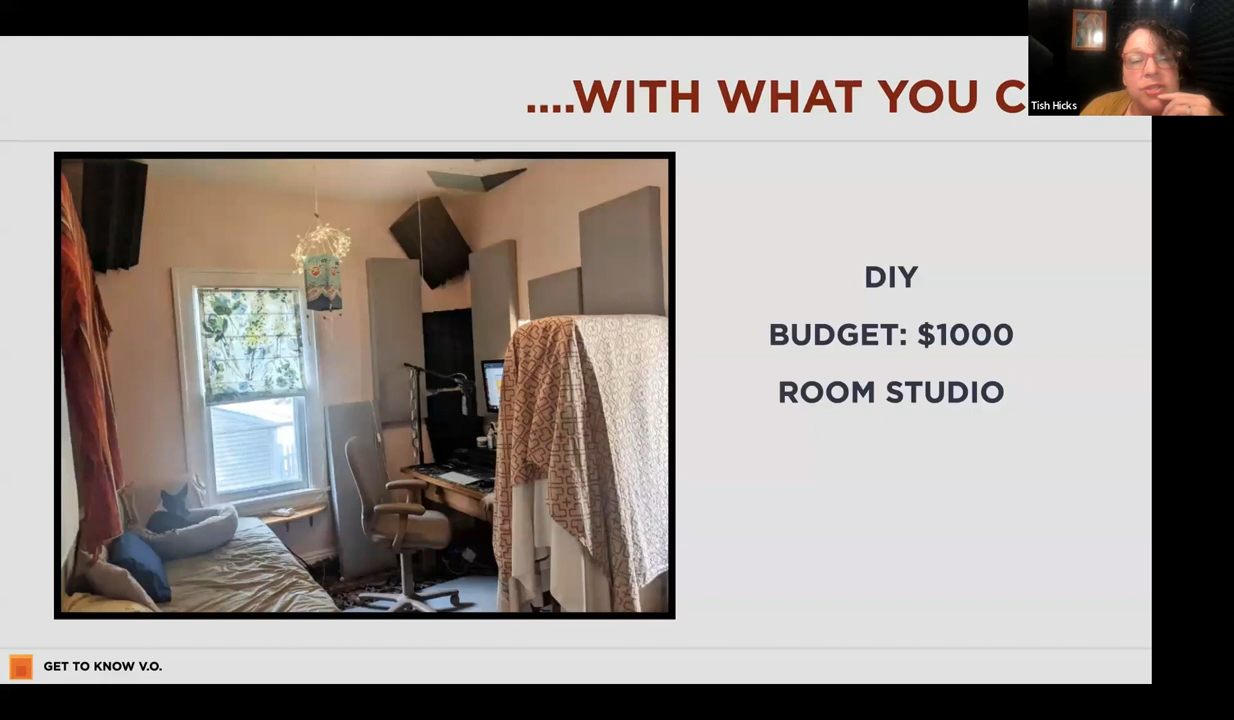 ....WITH WHAT YOU C
Tish Hicks
DIY
BUDGET: $1000
ROOM STUDIO
GET TO KNOW V.O.